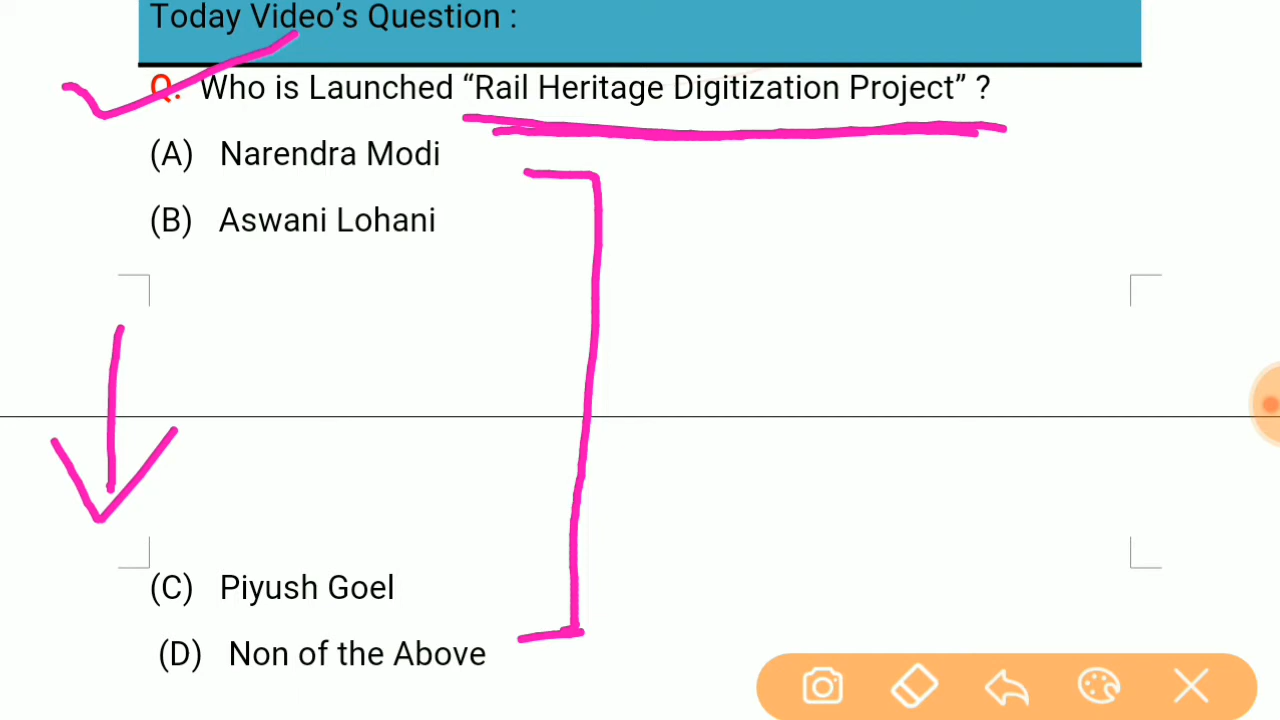 Today Video’s Question :
Q. Who is Launched “Rail Heritage Digitization Project” ?
(A) Narendra Modi
(B) Aswani Lohani
(C) Piyush Goel
(D) Non of the Above